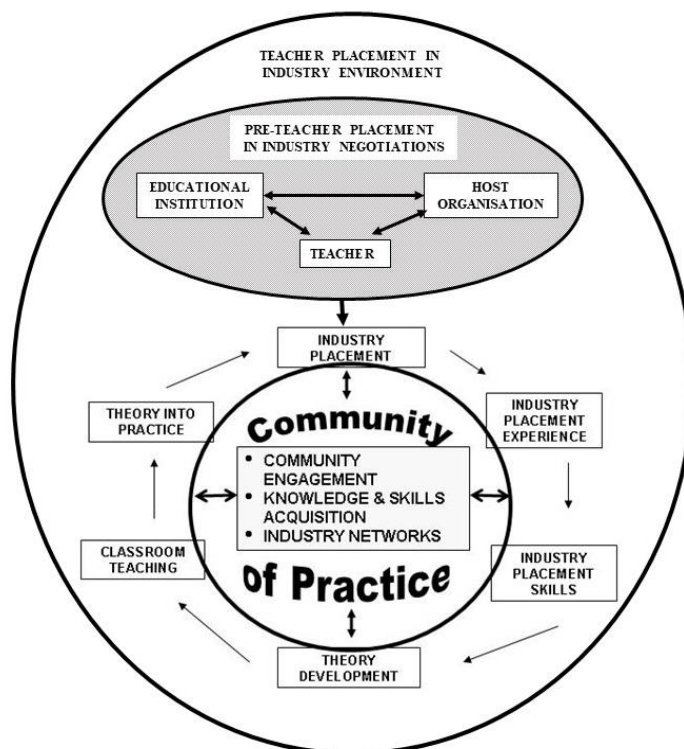 TEACHER PLACEMENT IN
INDUSTRY ENVIRONMENT
PRE-TEACHER PLACEMENT
IN INDUSTRY NEGOTIATIONS
EDUCATIONAL
INSTITUTION
HOST
ORGANISATION
TEACHER
INDUSTRY
PLACEMENT
THEORY INTO
PRACTICE
Community
INDUSTRY
PLACEMENT
EXPERIENCE
• COMMUNITY
ENGAGEMENT
• KNOWLEDGE & SKILLS
ACQUISITION
• INDUSTRY NETWORKS
CLASSROOM
TEACHING
of Practice
INDUSTRY
PLACEMENT
SKILLS
THEORY
DEVELOPMENT